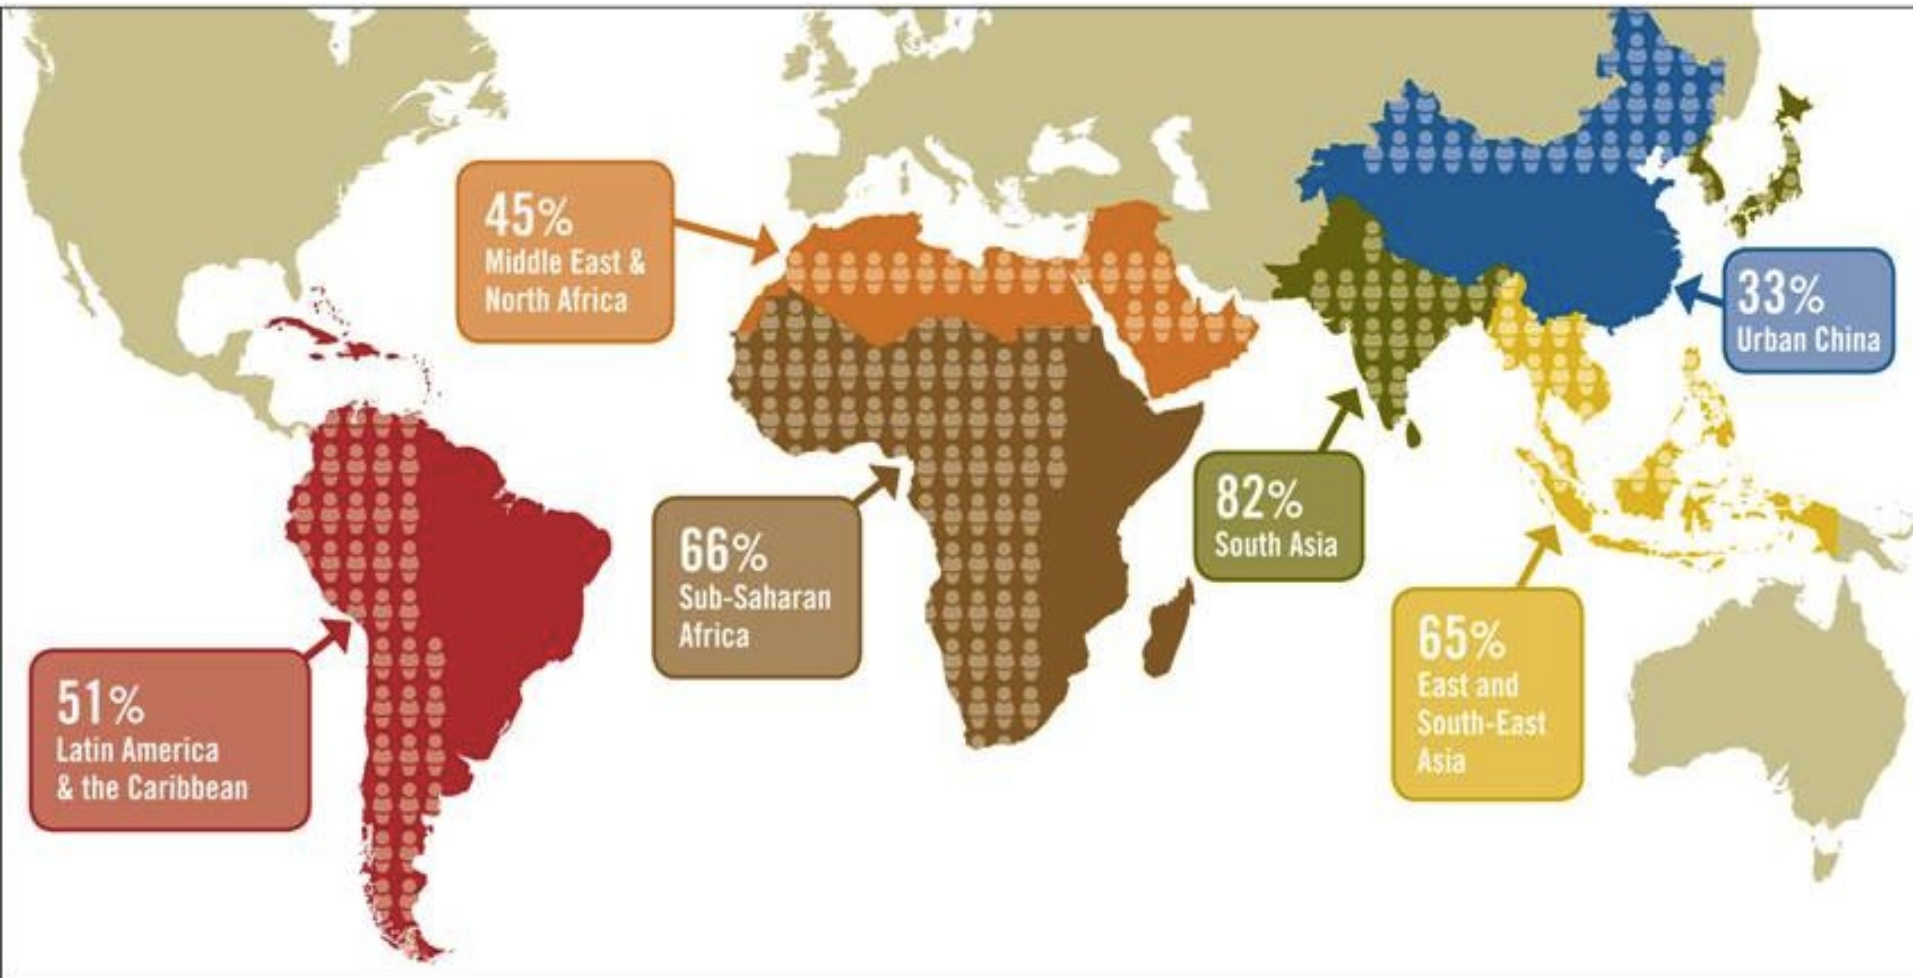 45%
Middle East &
North Africa
33%
Urban China
82%
South Asia
66%
Sub-Saharan
Africa
65%
East and
South-East
Asia
51%
Latin America
& the Caribbean